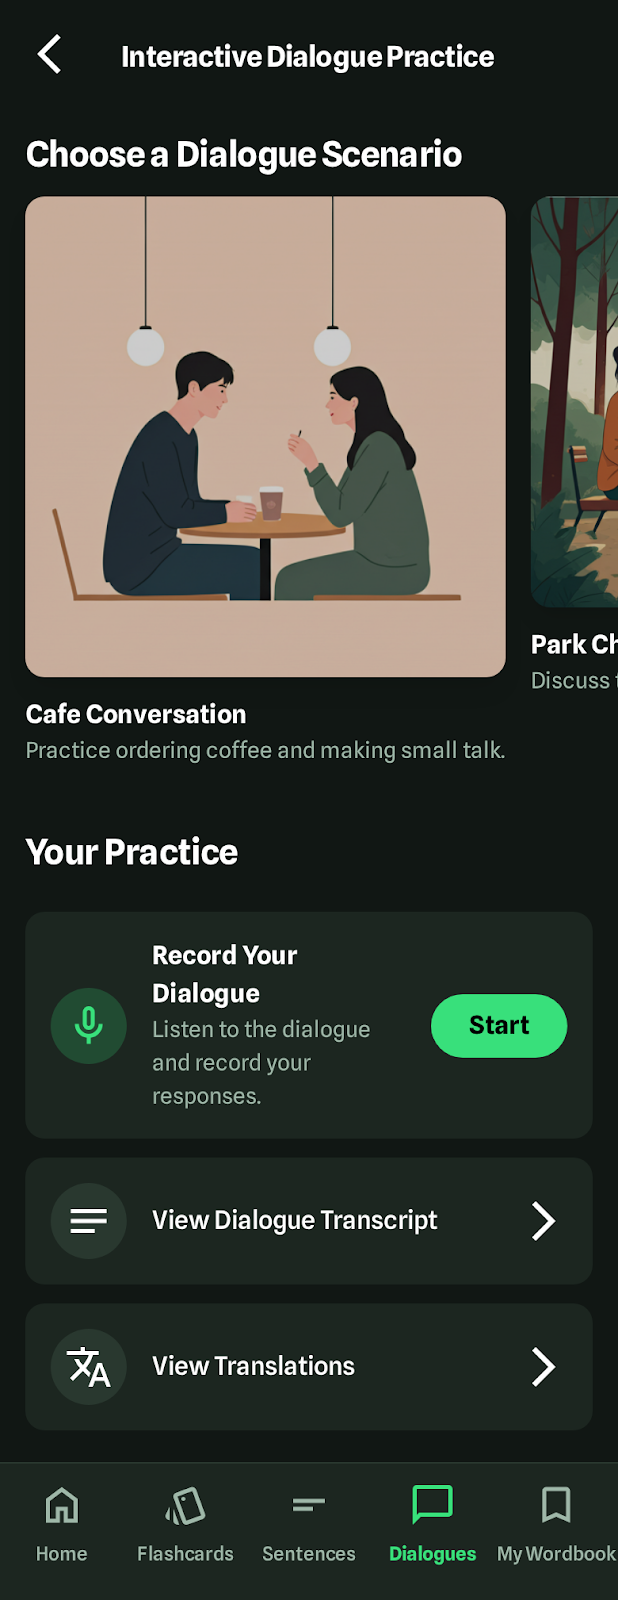 Interactive Dialogue Practice
Choose a Dialogue Scenario
Cafe Conversation
Practice ordering coffee and making small talk.
Park Ch
Discuss t
Your Practice
Record Your
Dialogue
Listen to the dialogue
and record your
responses.
Start
View Dialogue Transcript
View Translations
Home
Flashcards
Sentences
Dialogues
My Wordbook